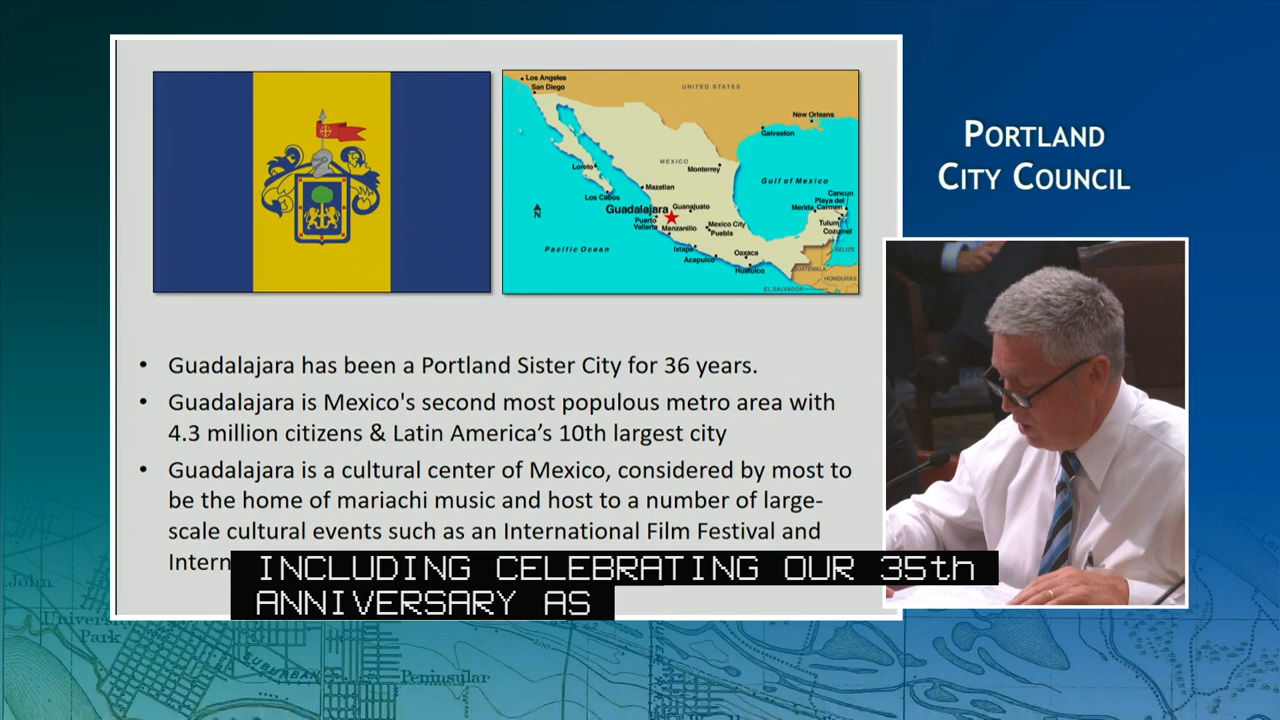 Los Angeles
San Diego
UNITED STATES
New Orleans
Galveston
MEXICO
Monterrey
Loreto
Gulf of Mexico
Mazatlan
Los Cabos
Cancun
Playa del
Carmen
Merida
Guadalajara
Guanajuato
N
Puerto
Vallarta
Manzanillo
Mexico City
Puebla
Tulum
Cozumel
Pacific Ocean
Ixtapa
Acapulco
Oaxaca
Huatulco
BELIZE
GUATEMALA
HONDURAS
EL SALVADOR
PORTLAND
CITY COUNCIL
• Guadalajara has been a Portland Sister City for 36 years.
• Guadalajara is Mexico's second most populous metro area with
4.3 million citizens & Latin America’s 10th largest city
• Guadalajara is a cultural center of Mexico, considered by most to
be the home of mariachi music and host to a number of large-
scale cultural events such as an International Film Festival and
Intern
INCLUDING CELEBRATING OUR 35th
ANNIVERSARY AS
John
University
Park
SUBURBAN
Peninsular